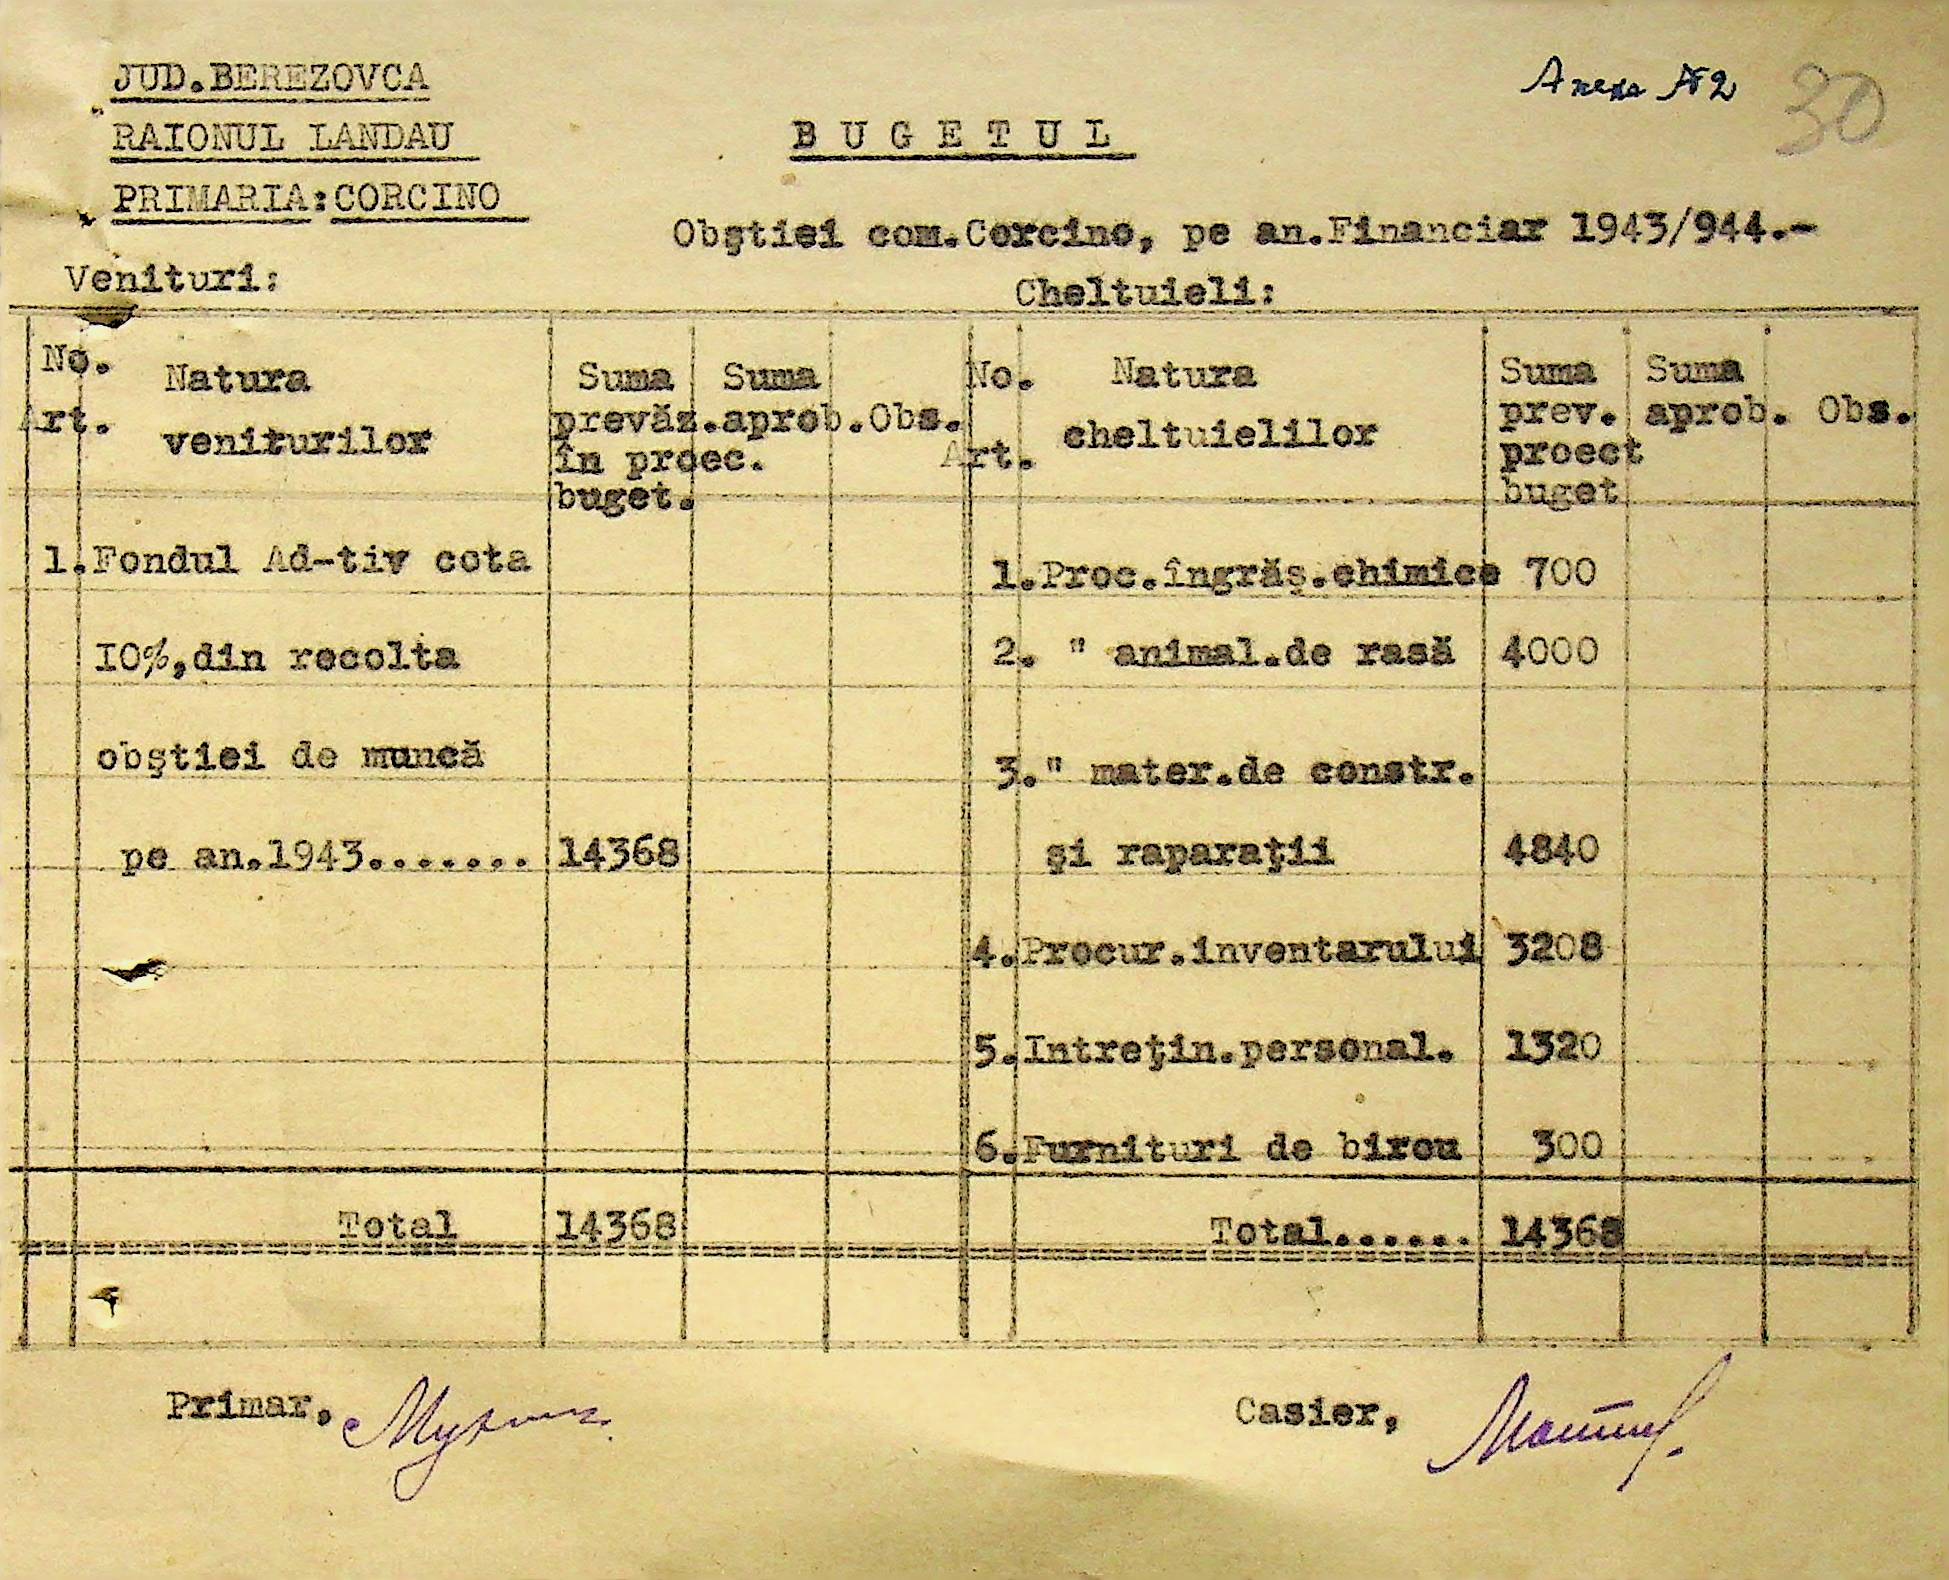 JUD.BEREZOVCA
RAIONUL LANDAU
PRIMARIA:CORCINO
Anexa № 2
30
BUGETUL
Obştiei com.Corcino, pe an.Financiar 1943/944.-
Venituri:
Cheltuieli:
No. Art. Natura veniturilor Suma prevăz. în proec. buget. Suma aprob. Obs.
No. Art. Natura cheltuielilor Suma prev. proect buget Suma aprob. Obs.
1. Fondul Ad-tiv cota
10%,din recolta
obştiei de muncă
pe an.1943....... 14368
Total 14368
1. Proc.îngrăş.chimice 700
2. " animal.de rasă 4000
3. " mater.de constr.
şi raparaţii 4840
4. Procur.inventarului 3208
5. Intreţin.personal. 1320
6. Furnituri de birou 300
Total...... 14368
Primar,
Casier,